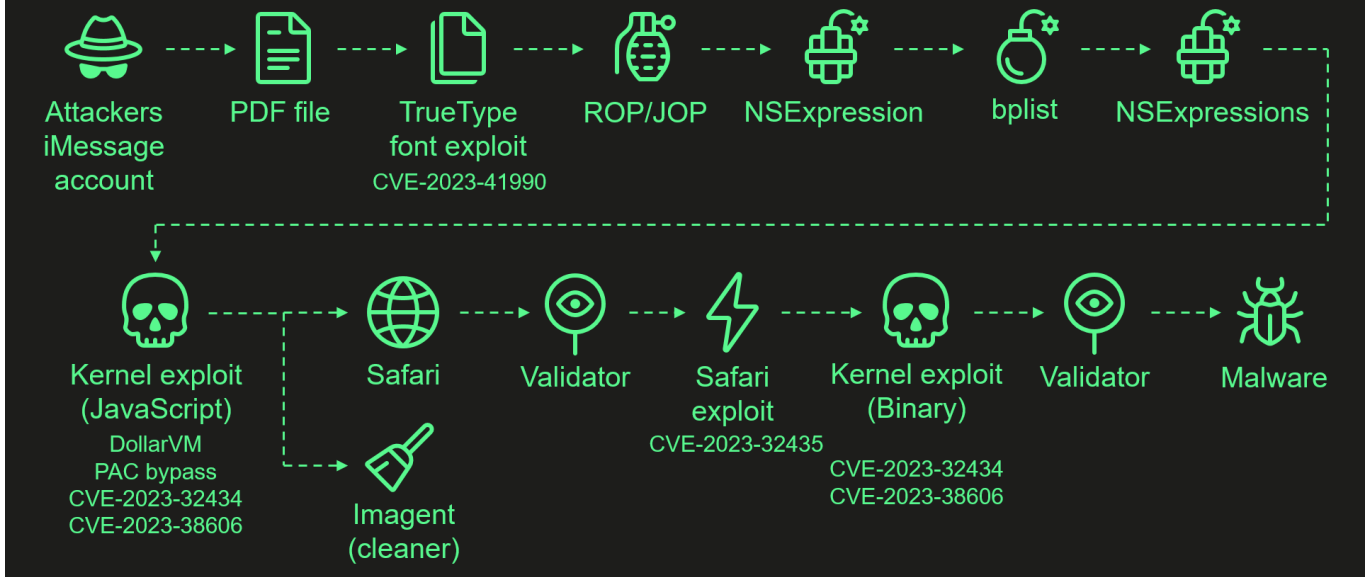 Attackers
iMessage
account
PDF file
TrueType
font exploit
CVE-2023-41990
ROP/JOP
NSExpression
bplist
NSExpressions
Kernel exploit
(JavaScript)
DollarVM
PAC bypass
CVE-2023-32434
CVE-2023-38606
Safari
Imagent
(cleaner)
Validator
Safari
exploit
CVE-2023-32435
Kernel exploit
(Binary)
CVE-2023-32434
CVE-2023-38606
Validator
Malware